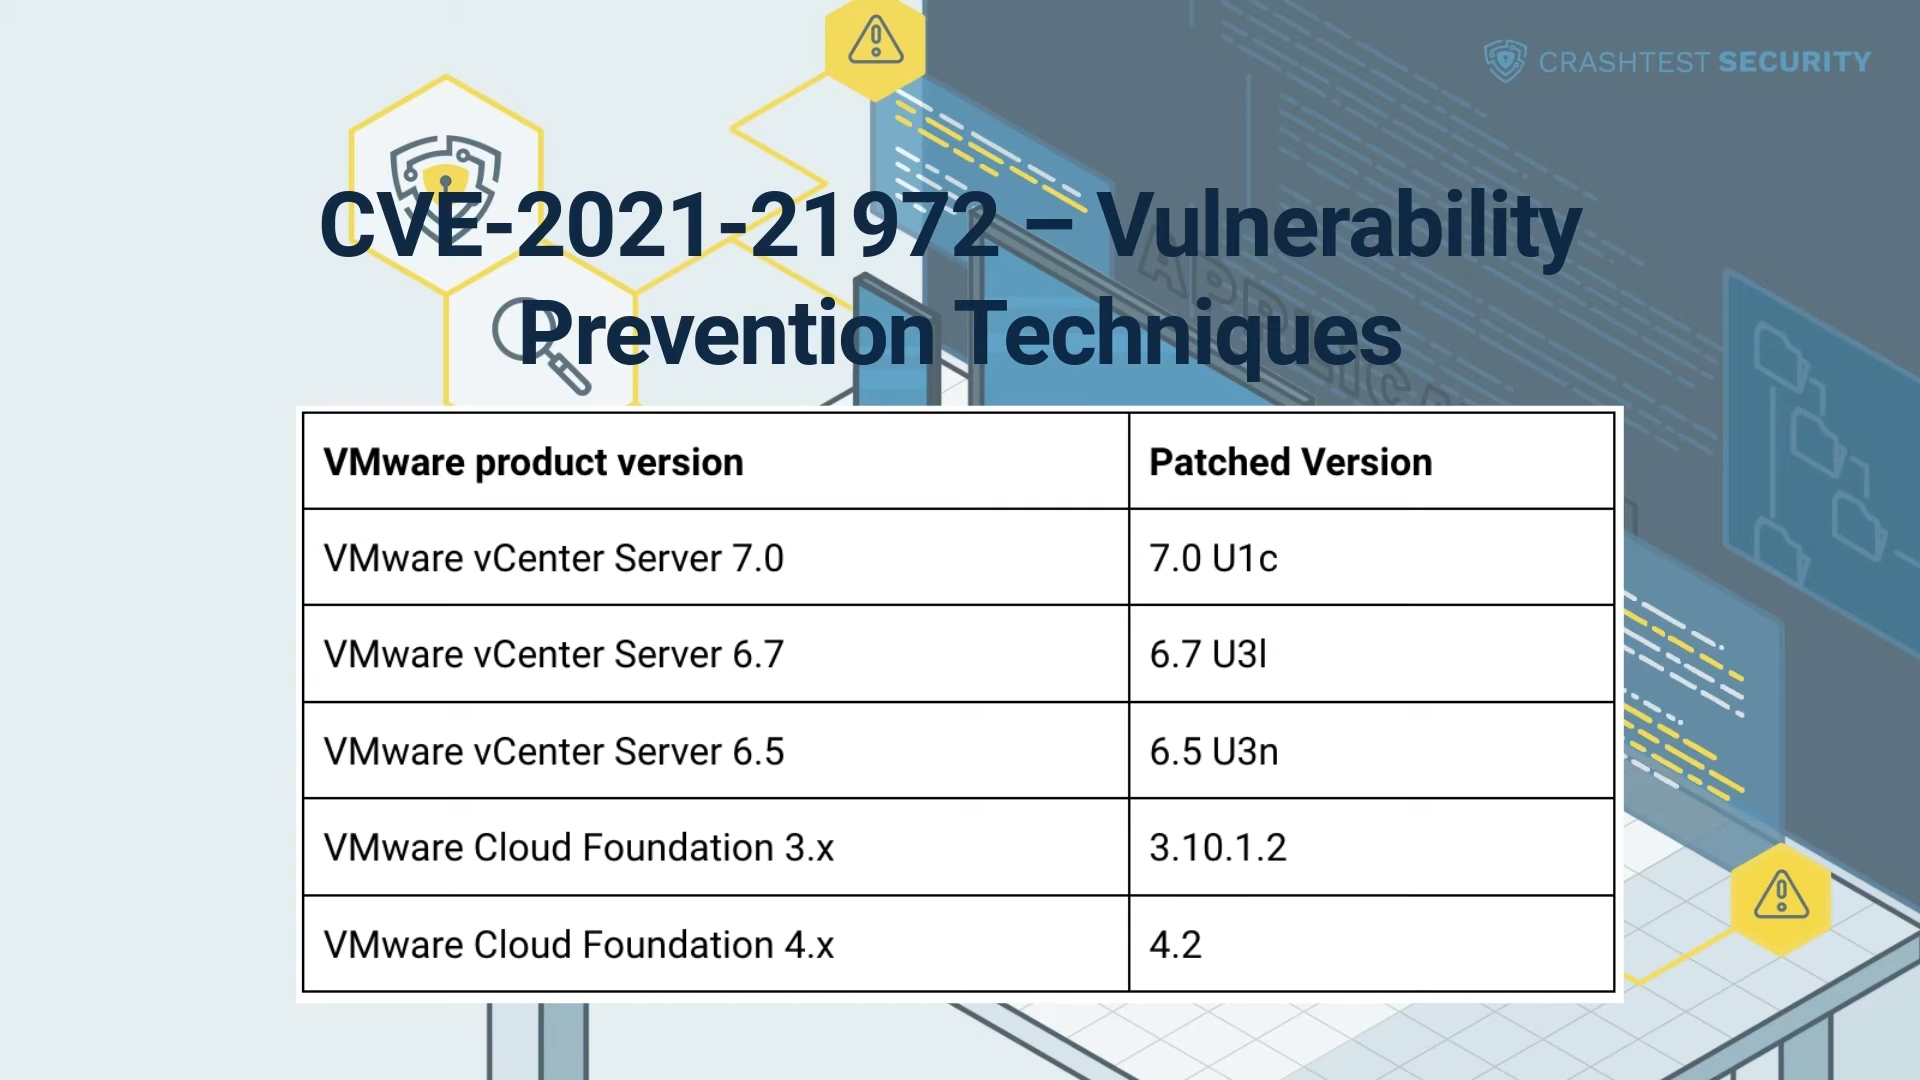 CRASHTEST SECURITY
CVE-2021-21972 – Vulnerability
Prevention Techniques
VMware product version
Patched Version
VMware vCenter Server 7.0
7.0 U1c
VMware vCenter Server 6.7
6.7 U3l
VMware vCenter Server 6.5
6.5 U3n
VMware Cloud Foundation 3.x
3.10.1.2
VMware Cloud Foundation 4.x
4.2